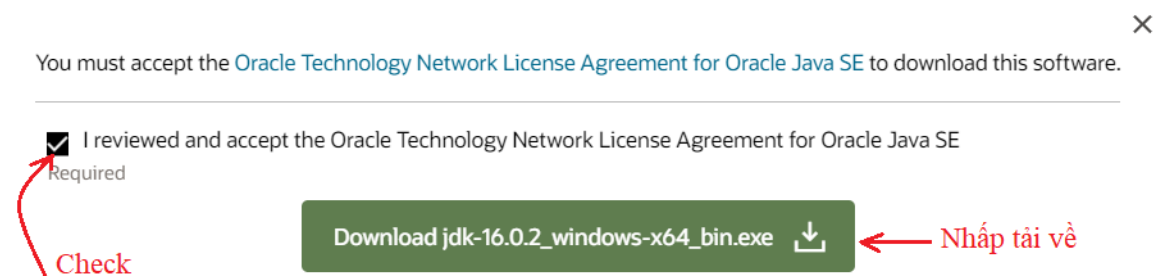 You must accept the Oracle Technology Network License Agreement for Oracle Java SE to download this software.
I reviewed and accept the Oracle Technology Network License Agreement for Oracle Java SE
Required
Download jdk-16.0.2_windows-x64_bin.exe
Nhấp tải về
Check